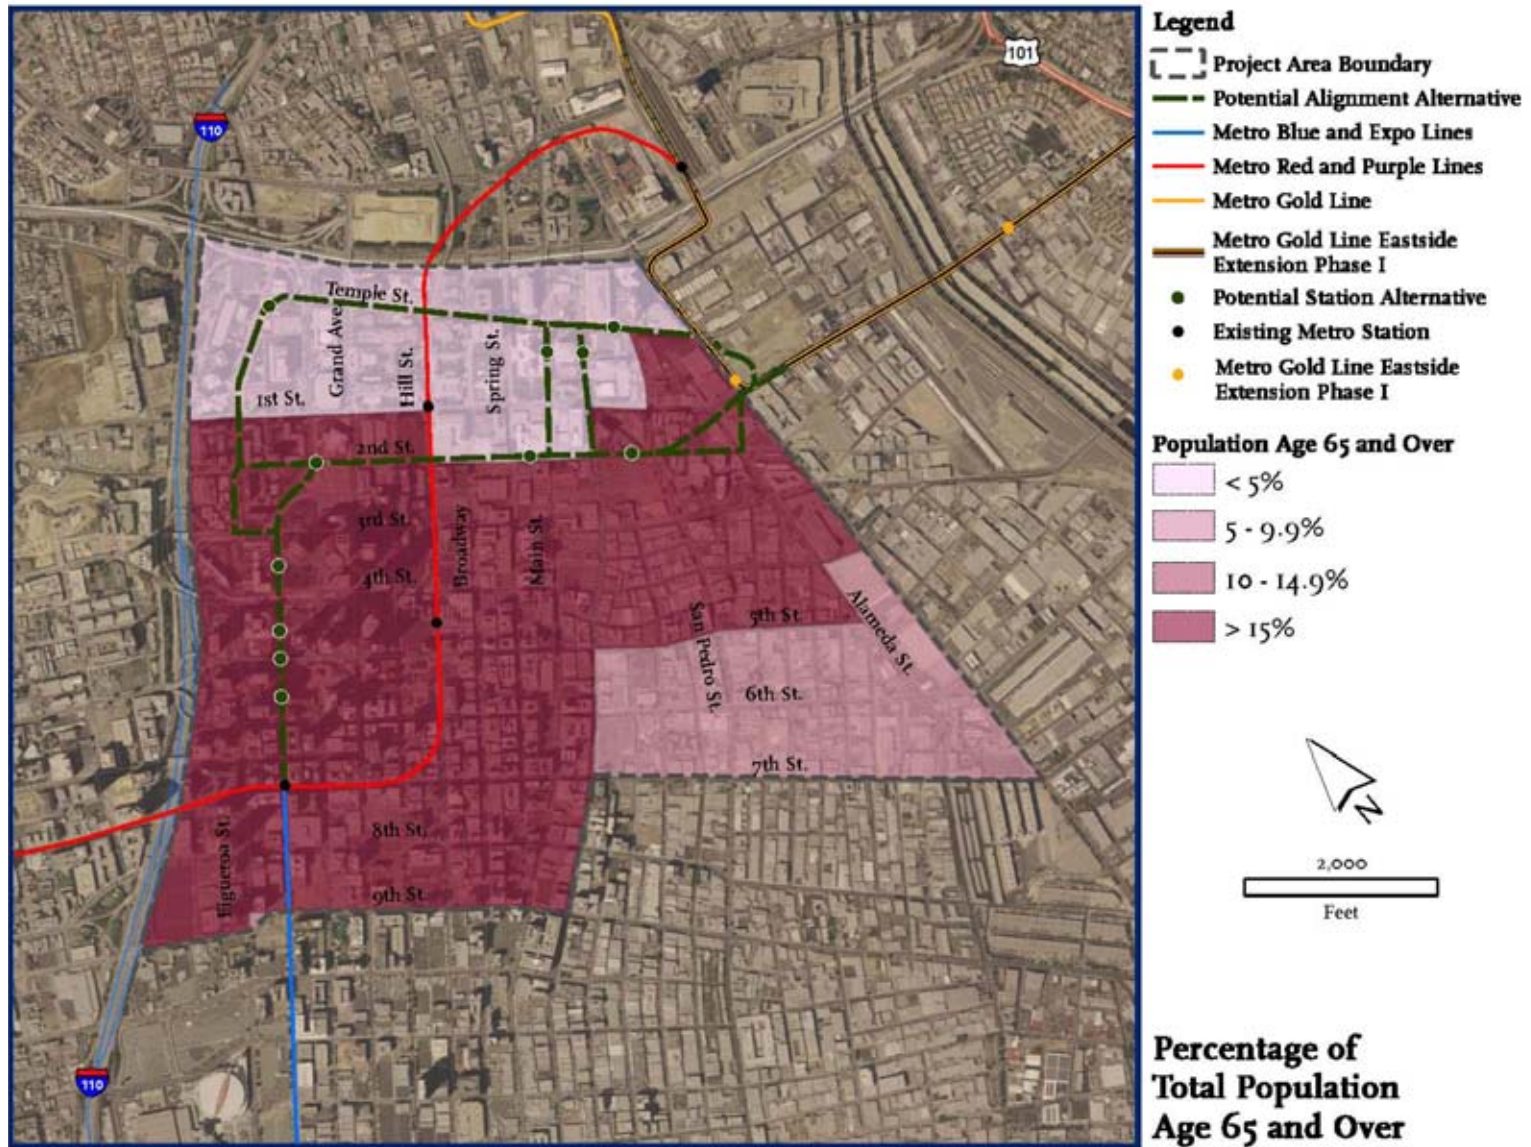 110
101
Temple St.
Grand Ave.
Hill St.
Spring St.
1st St.
2nd St.
3rd St.
Broadway
Main St.
4th St.
San Pedro St.
5th St.
Alameda St.
6th St.
7th St.
Figueroa St.
8th St.
9th St.
110
Legend
Project Area Boundary
Potential Alignment Alternative
Metro Blue and Expo Lines
Metro Red and Purple Lines
Metro Gold Line
Metro Gold Line Eastside
Extension Phase I
Potential Station Alternative
Existing Metro Station
Metro Gold Line Eastside
Extension Phase I
Population Age 65 and Over
< 5%
5 - 9.9%
10 - 14.9%
> 15%
N
2,000
Feet
Percentage of
Total Population
Age 65 and Over